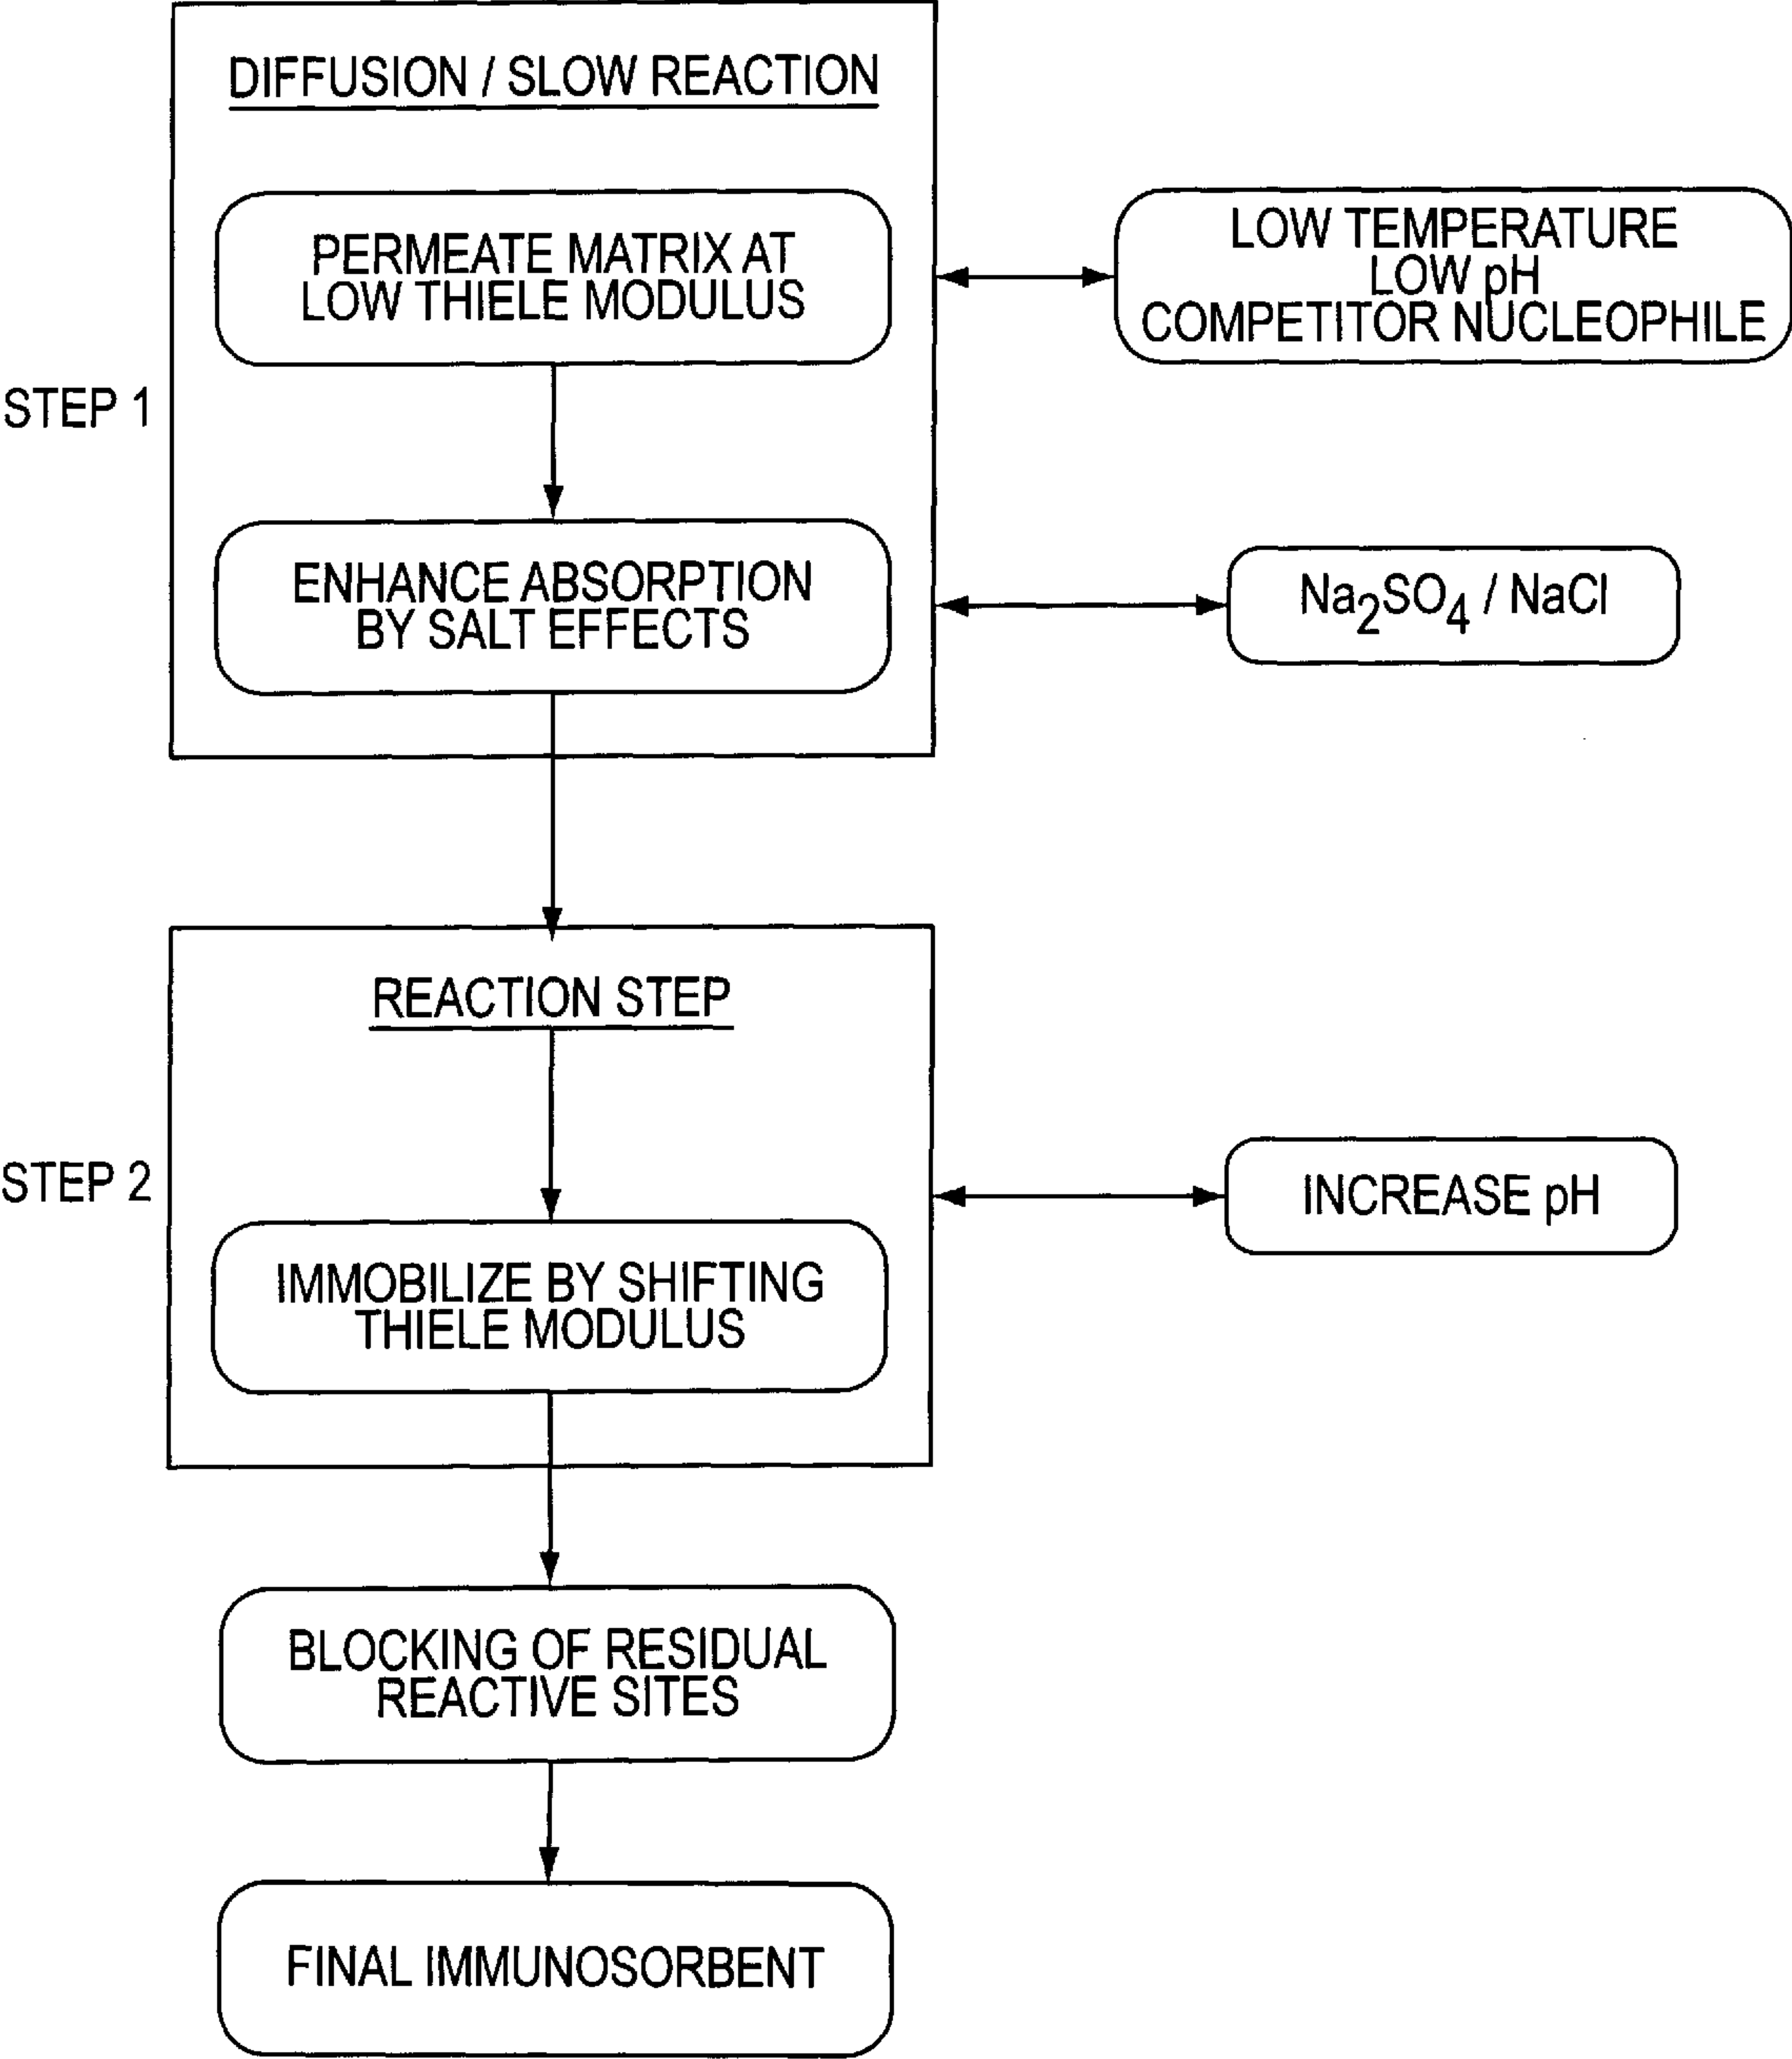 DIFFUSION / SLOW REACTION
PERMEATE MATRIX AT
LOW THIELE MODULUS
LOW TEMPERATURE
LOW pH
COMPETITOR NUCLEOPHILE
STEP 1
ENHANCE ABSORPTION
BY SALT EFFECTS
Na₂SO₄ / NaCl
REACTION STEP
STEP 2
INCREASE pH
IMMOBILIZE BY SHIFTING
THIELE MODULUS
BLOCKING OF RESIDUAL
REACTIVE SITES
FINAL IMMUNOSORBENT